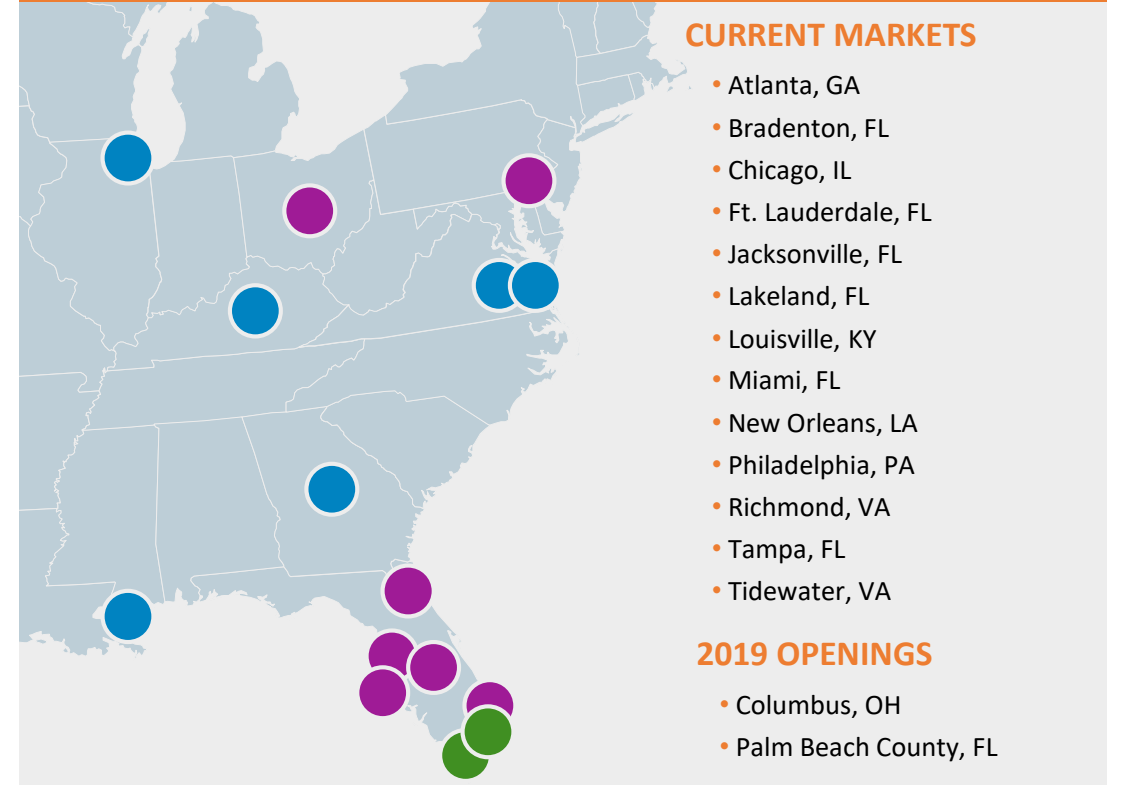 CURRENT MARKETS
• Atlanta, GA
• Bradenton, FL
• Chicago, IL
• Ft. Lauderdale, FL
• Jacksonville, FL
• Lakeland, FL
• Louisville, KY
• Miami, FL
• New Orleans, LA
• Philadelphia, PA
• Richmond, VA
• Tampa, FL
• Tidewater, VA
2019 OPENINGS
• Columbus, OH
• Palm Beach County, FL